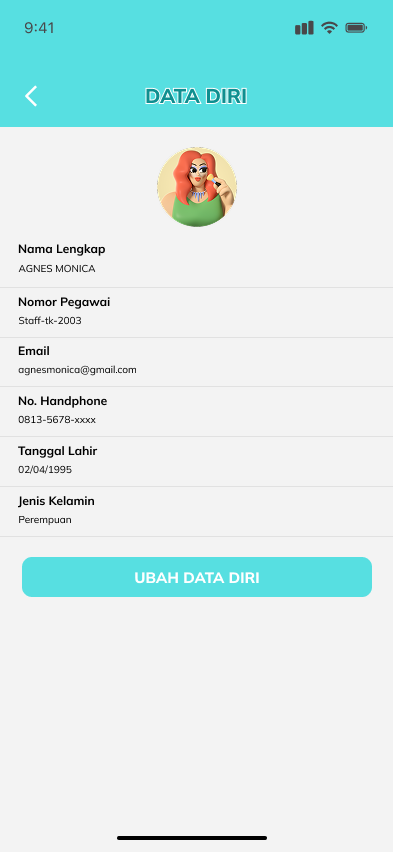 9:41
DATA DIRI
Nama Lengkap
AGNES MONICA
Nomor Pegawai
Staff-tk-2003
Email
agnesmonica@gmail.com
No. Handphone
0813-5678-xxxx
Tanggal Lahir
02/04/1995
Jenis Kelamin
Perempuan
UBAH DATA DIRI